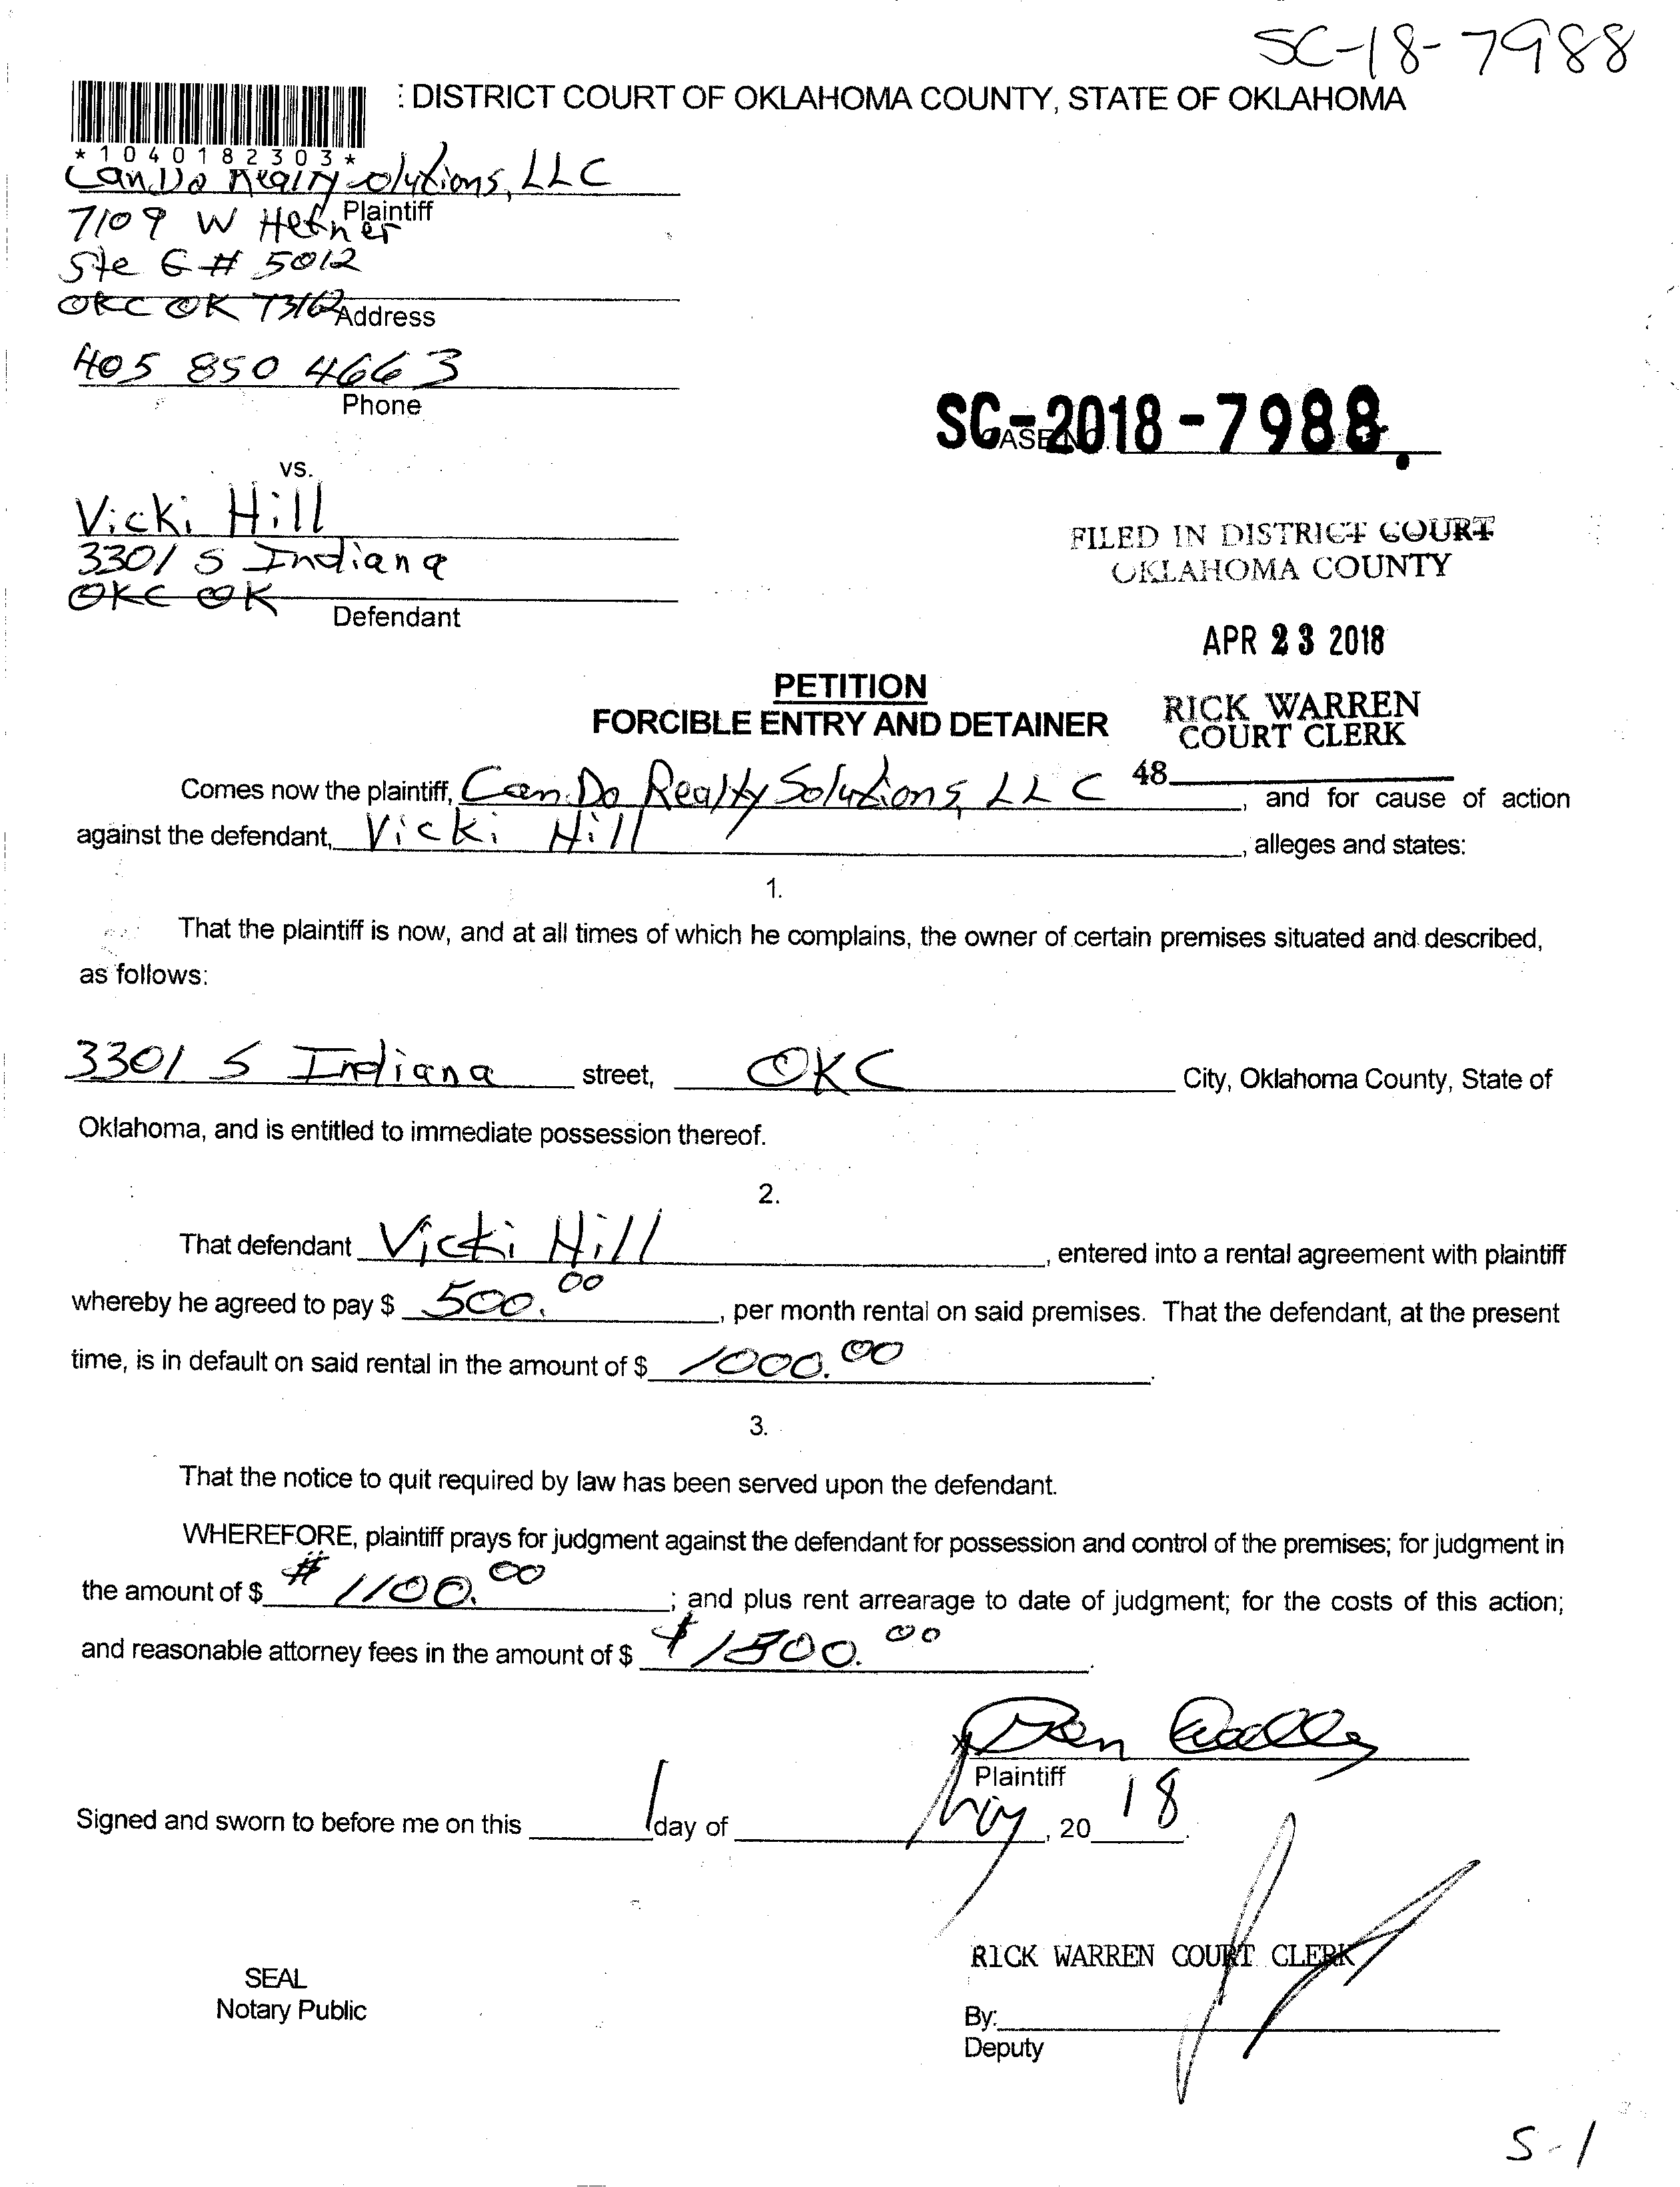 SC-18-7988
: DISTRICT COURT OF OKLAHOMA COUNTY, STATE OF OKLAHOMA
* 1 0 4 0 1 8 2 3 0 3 *
CanDo Realty Solutions, LLC
Plaintiff
7109 W Hefner
Ste G # 5012
OKC OK 73162
Address
405 850 4663
Phone
SC-2018-7988.
CASE NO.
vs.
Vicki Hill
3301 S Indiana
OKC OK
Defendant
FILED IN DISTRICT COURT
OKLAHOMA COUNTY
APR 23 2018
RICK WARREN
COURT CLERK
48
PETITION
FORCIBLE ENTRY AND DETAINER
Comes now the plaintiff, CanDo Realty Solutions, LLC, and for cause of action
against the defendant, Vicki Hill, alleges and states:
1.
That the plaintiff is now, and at all times of which he complains, the owner of certain premises situated and described,
as follows:
3301 S Indiana street, OKC City, Oklahoma County, State of
Oklahoma, and is entitled to immediate possession thereof.
2.
That defendant Vicki Hill, entered into a rental agreement with plaintiff
whereby he agreed to pay $ 500.00, per month rental on said premises. That the defendant, at the present
time, is in default on said rental in the amount of $ 1000.00.
3.
That the notice to quit required by law has been served upon the defendant.
WHEREFORE, plaintiff prays for judgment against the defendant for possession and control of the premises; for judgment in
the amount of $ # 1100.00; and plus rent arrearage to date of judgment; for the costs of this action;
and reasonable attorney fees in the amount of $ $1500.00.
Plaintiff
Signed and sworn to before me on this 1 day of , 20 18.
RICK WARREN COURT CLERK
SEAL
Notary Public
By:
Deputy
S-1